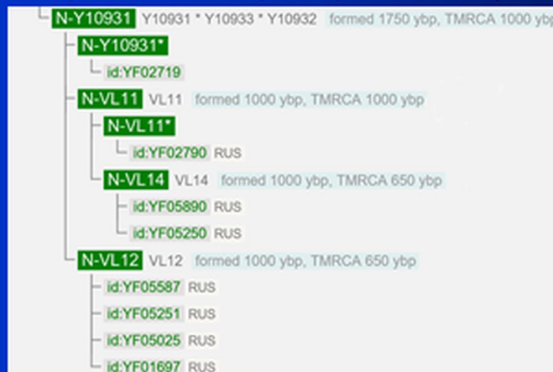 N-Y10931 Y10931 * Y10933 * Y10932 formed 1750 ybp, TMRCA 1000 ybp
N-Y10931*
id:YF02719
N-VL11 VL11 formed 1000 ybp, TMRCA 1000 ybp
N-VL11*
id:YF02790 RUS
N-VL14 VL14 formed 1000 ybp, TMRCA 650 ybp
id:YF05890 RUS
id:YF05250 RUS
N-VL12 VL12 formed 1000 ybp, TMRCA 650 ybp
id:YF05587 RUS
id:YF05251 RUS
id:YF05025 RUS
id:YF01697 RUS